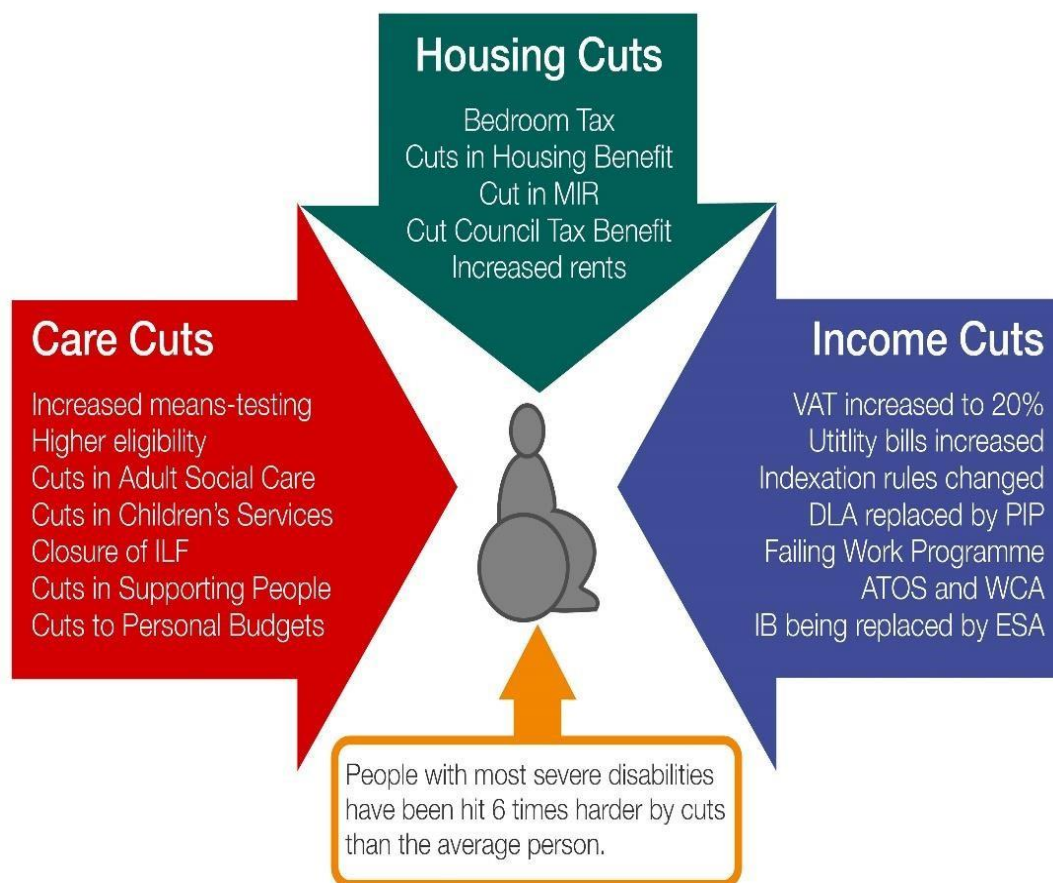 Housing Cuts
Bedroom Tax
Cuts in Housing Benefit
Cut in MIR
Cut Council Tax Benefit
Increased rents
Care Cuts
Increased means-testing
Higher eligibility
Cuts in Adult Social Care
Cuts in Children's Services
Closure of ILF
Cuts in Supporting People
Cuts to Personal Budgets
Income Cuts
VAT increased to 20%
Utitlity bills increased
Indexation rules changed
DLA replaced by PIP
Failing Work Programme
ATOS and WCA
IB being replaced by ESA
People with most severe disabilities
have been hit 6 times harder by cuts
than the average person.